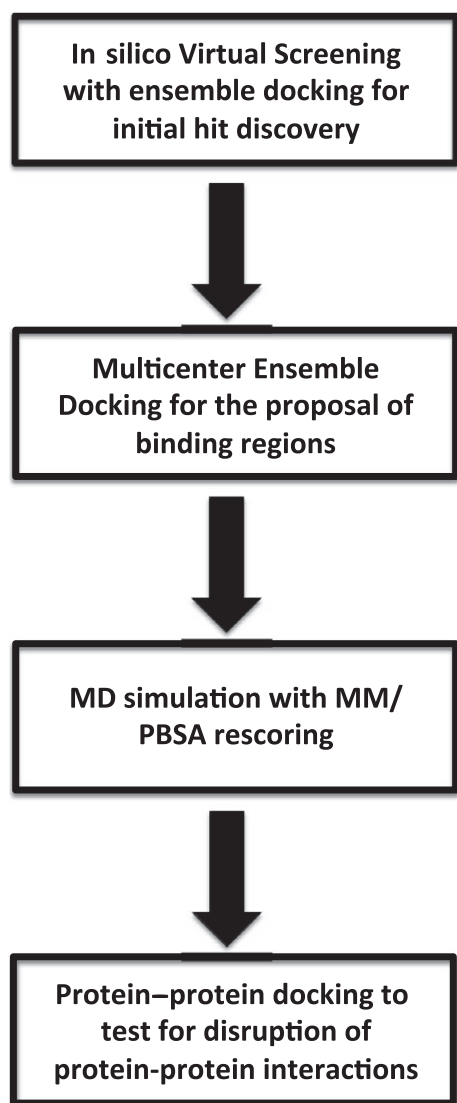 In silico Virtual Screening
with ensemble docking for
initial hit discovery
Multicenter Ensemble
Docking for the proposal of
binding regions
MD simulation with MM/
PBSA rescoring
Protein–protein docking to
test for disruption of
protein-protein interactions